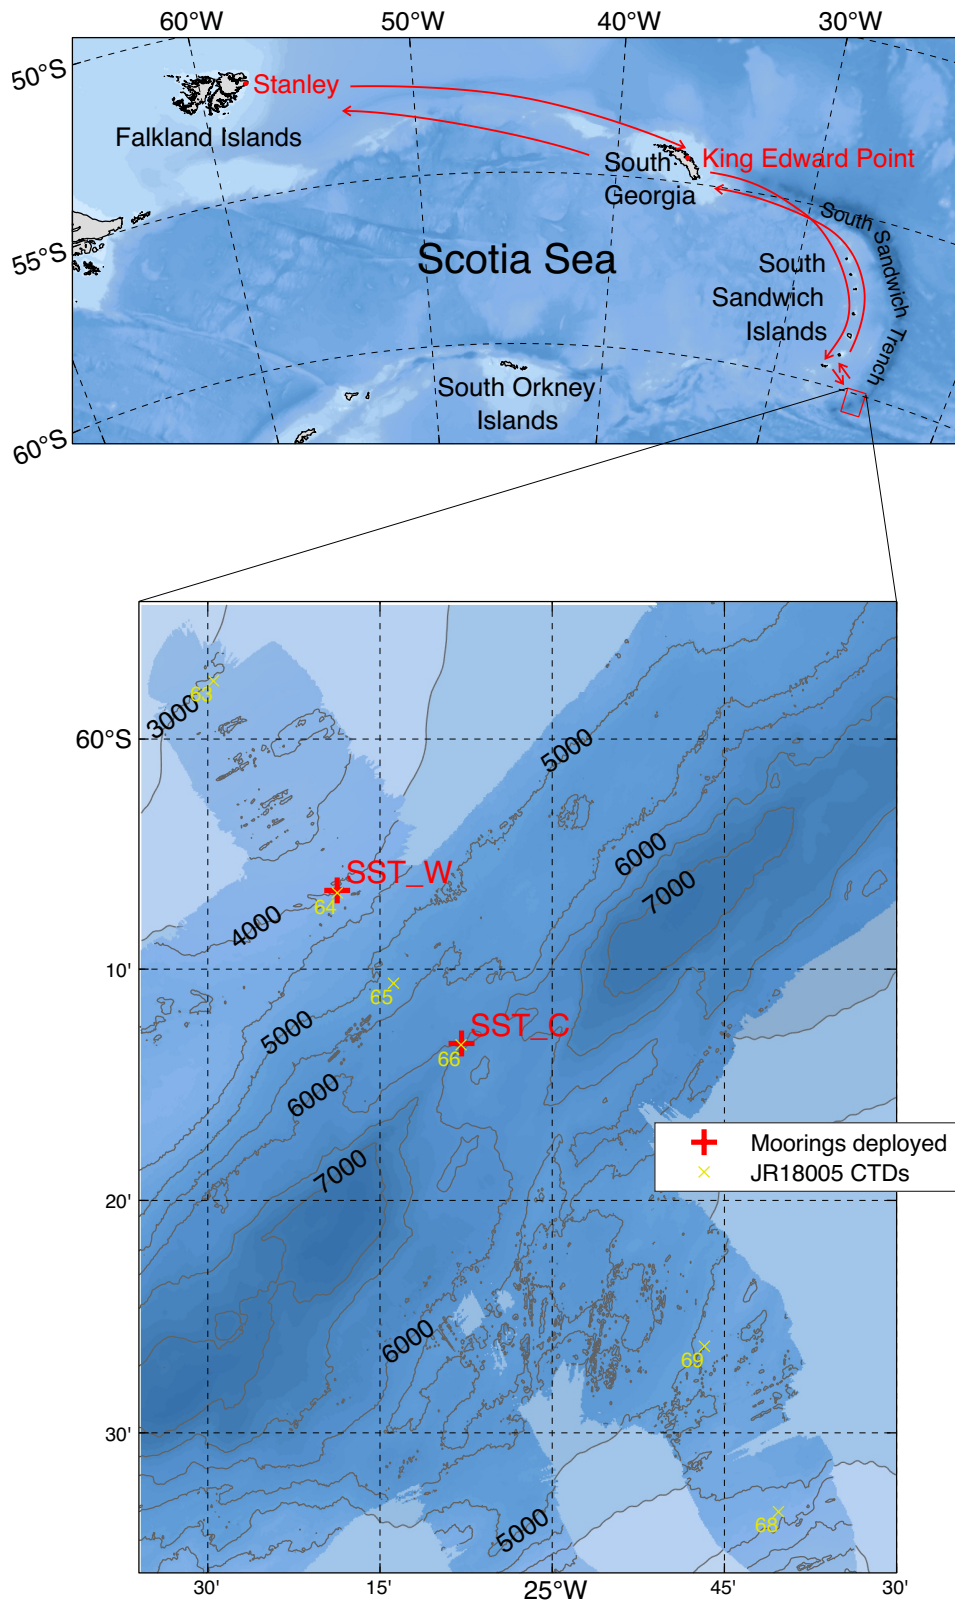 60°W
50°W
40°W
30°W
50°S
Stanley
Falkland Islands
King Edward Point
South
Georgia
South Sandwich Trench
55°S
Scotia Sea
South
Sandwich
Islands
South Orkney
Islands
60°S
63
3000
60°S
5000
6000
7000
SST_W
64
4000
10'
65
SST_C
5000
66
6000
Moorings deployed
7000
JR18005 CTDs
20'
6000
69
30'
5000
68
30'
15'
25°W
45'
30'